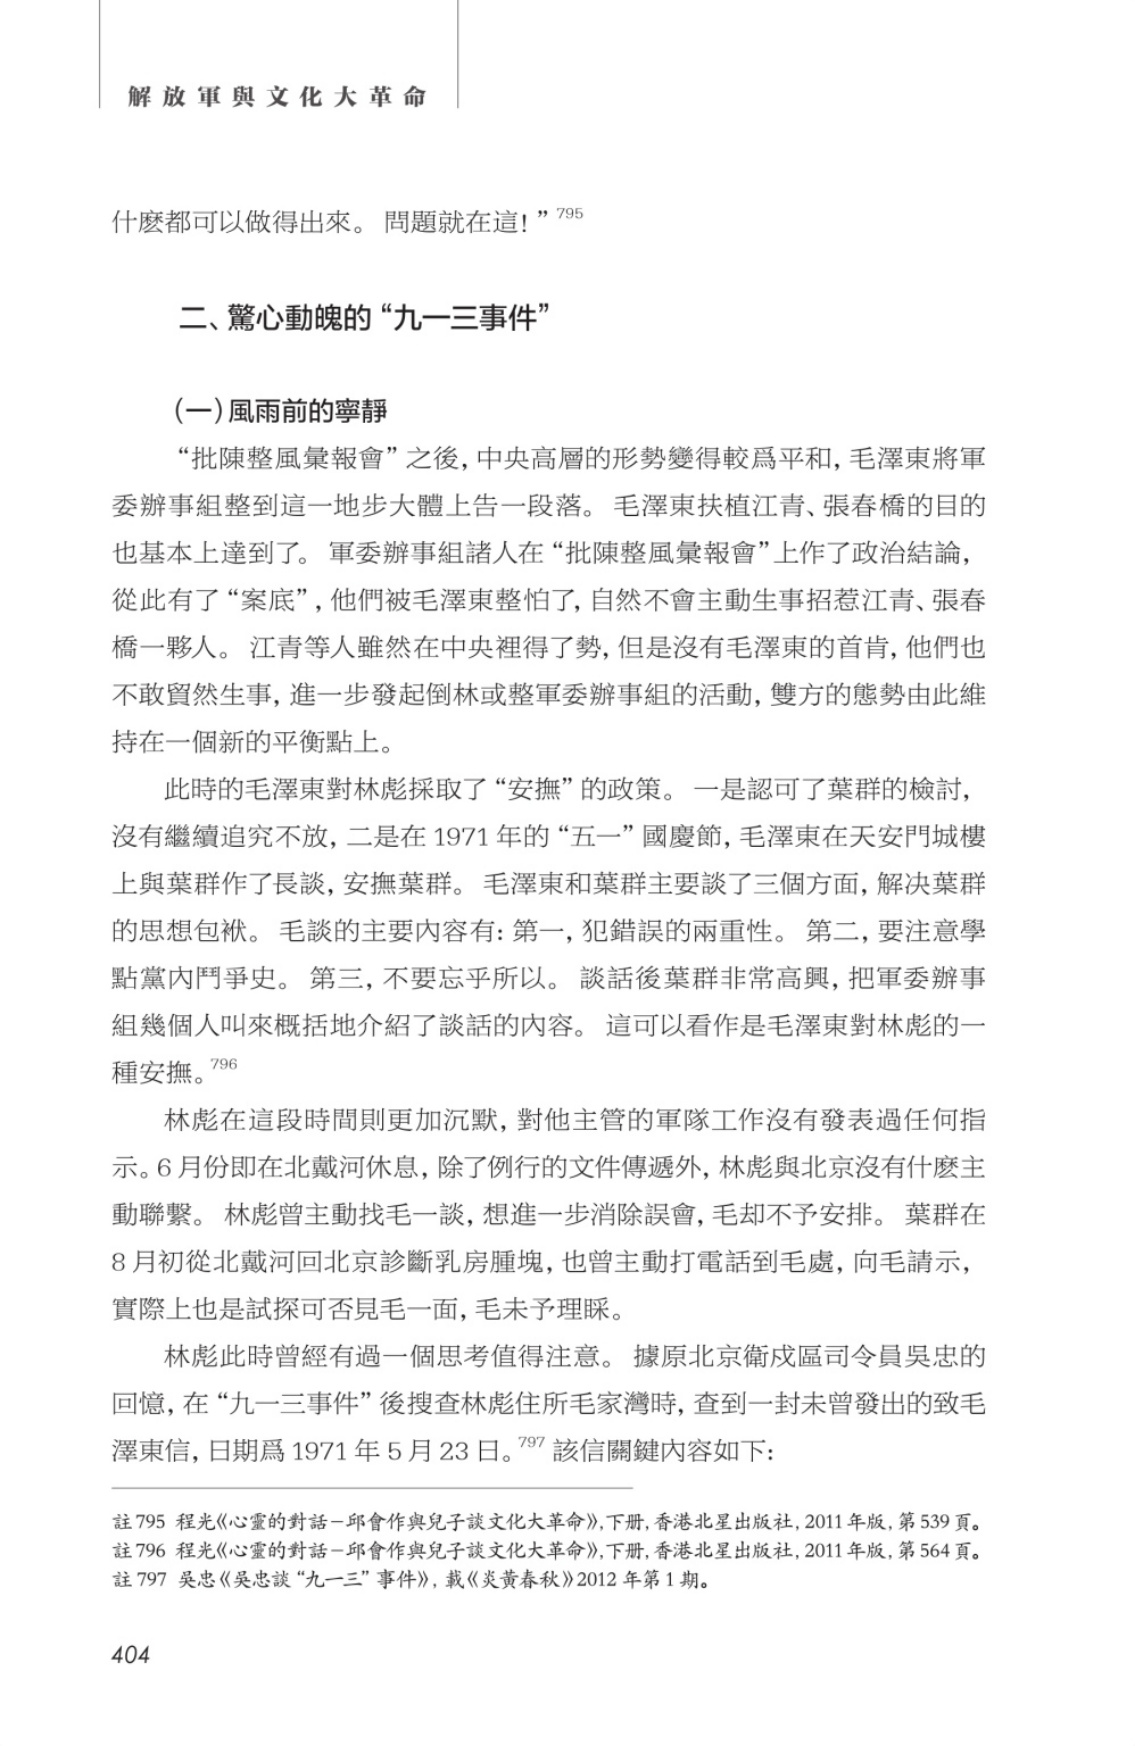 解放軍與文化大革命
什麽都可以做得出來。 問題就在這! ” 795
二、驚心動魄的 “九一三事件”
(一)風雨前的寧靜
“批陳整風彙報會” 之後, 中央高層的形勢變得較爲平和, 毛澤東將軍
委辦事組整到這一地步大體上告一段落。 毛澤東扶植江青、張春橋的目的
也基本上達到了。 軍委辦事組諸人在 “批陳整風彙報會”上作了政治結論,
從此有了 “案底” , 他們被毛澤東整怕了, 自然不會主動生事招惹江青、張春
橋一夥人。 江青等人雖然在中央裡得了勢, 但是沒有毛澤東的首肯, 他們也
不敢貿然生事, 進一步發起倒林或整軍委辦事組的活動, 雙方的態勢由此維
持在一個新的平衡點上。
此時的毛澤東對林彪採取了 “安撫” 的政策。 一是認可了葉群的檢討,
沒有繼續追究不放, 二是在 1971 年的 “五一” 國慶節, 毛澤東在天安門城樓
上與葉群作了長談, 安撫葉群。 毛澤東和葉群主要談了三個方面, 解決葉群
的思想包袱。 毛談的主要內容有: 第一, 犯錯誤的兩重性。 第二, 要注意學
點黨內鬥爭史。 第三, 不要忘乎所以。 談話後葉群非常高興, 把軍委辦事
組幾個人叫來概括地介紹了談話的內容。 這可以看作是毛澤東對林彪的一
種安撫。796
林彪在這段時間則更加沉默, 對他主管的軍隊工作沒有發表過任何指
示。6 月份即在北戴河休息, 除了例行的文件傳遞外, 林彪與北京沒有什麽主
動聯繫。 林彪曾主動找毛一談, 想進一步消除誤會, 毛却不予安排。 葉群在
8 月初從北戴河回北京診斷乳房腫塊, 也曾主動打電話到毛處, 向毛請示,
實際上也是試探可否見毛一面, 毛未予理睬。
林彪此時曾經有過一個思考值得注意。 據原北京衛戍區司令員吳忠的
回憶, 在 “九一三事件” 後搜查林彪住所毛家灣時, 查到一封未曾發出的致毛
澤東信, 日期爲 1971 年 5 月 23 日。797 該信關鍵內容如下:
註 795 程光《心靈的對話－邱會作與兒子談文化大革命》,下册, 香港北星出版社, 2011 年版, 第 539 頁。
註 796 程光《心靈的對話－邱會作與兒子談文化大革命》,下册, 香港北星出版社, 2011 年版, 第 564 頁。
註 797 吳忠《吳忠談 “九一三” 事件》, 載《炎黃春秋》2012 年第 1 期。
404